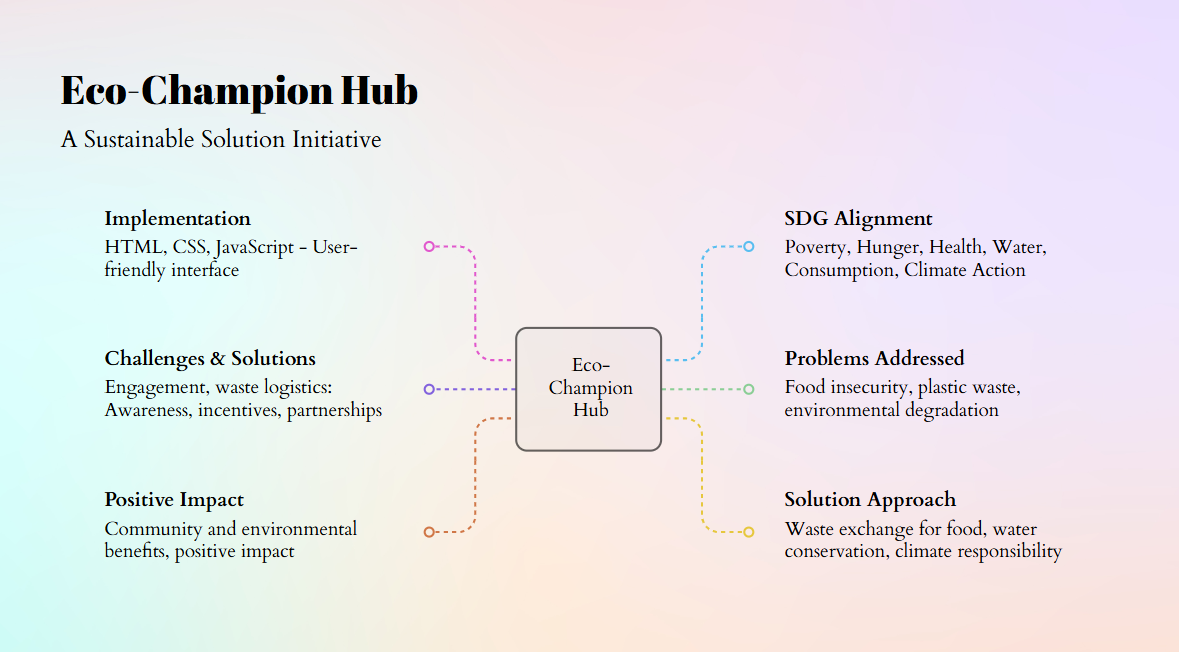 Eco-Champion Hub
A Sustainable Solution Initiative
Implementation
HTML, CSS, JavaScript - User-
friendly interface
Challenges & Solutions
Engagement, waste logistics:
Awareness, incentives, partnerships
Positive Impact
Community and environmental
benefits, positive impact
Eco-
Champion
Hub
SDG Alignment
Poverty, Hunger, Health, Water,
Consumption, Climate Action
Problems Addressed
Food insecurity, plastic waste,
environmental degradation
Solution Approach
Waste exchange for food, water
conservation, climate responsibility